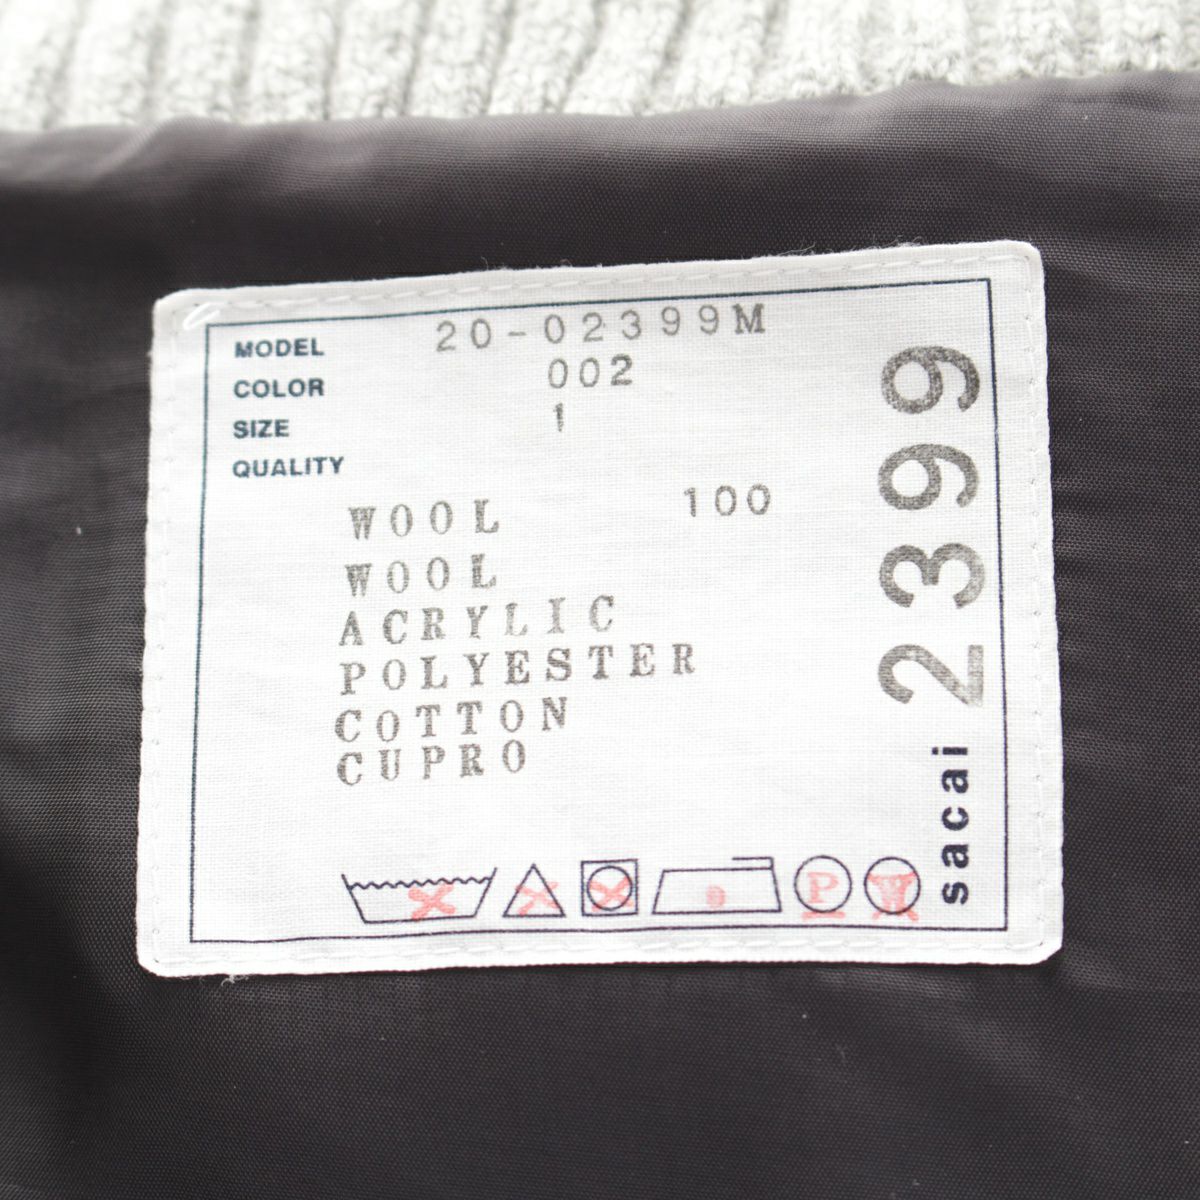 MODEL 20-02399M
COLOR 002
SIZE 1
QUALITY
WOOL 100
WOOL
ACRYLIC
POLYESTER
COTTON
CUPRO
P W
sacai 2399